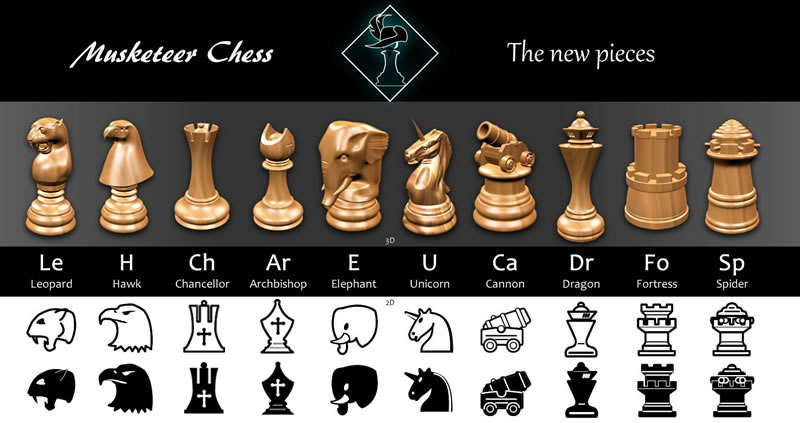 Musketeer Chess
The new pieces
3D
Le H Ch Ar E U Ca Dr Fo Sp
Leopard Hawk Chancellor Archbishop Elephant Unicorn Cannon Dragon Fortress Spider
2D